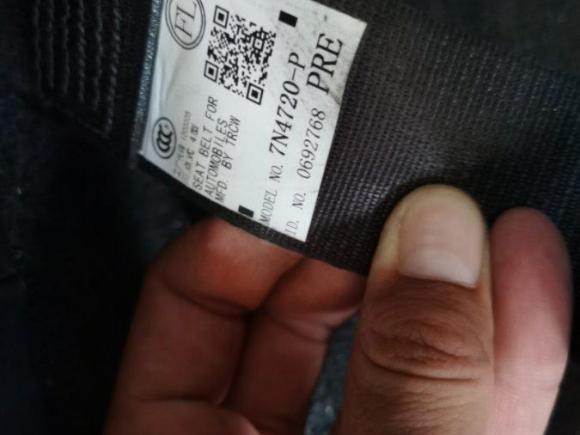 FL
SEAT BELT FOR
AUTOMOBILES
MFD. BY TRCW
MODEL NO. 7N4720-P
ID. NO. 0692768 PRE